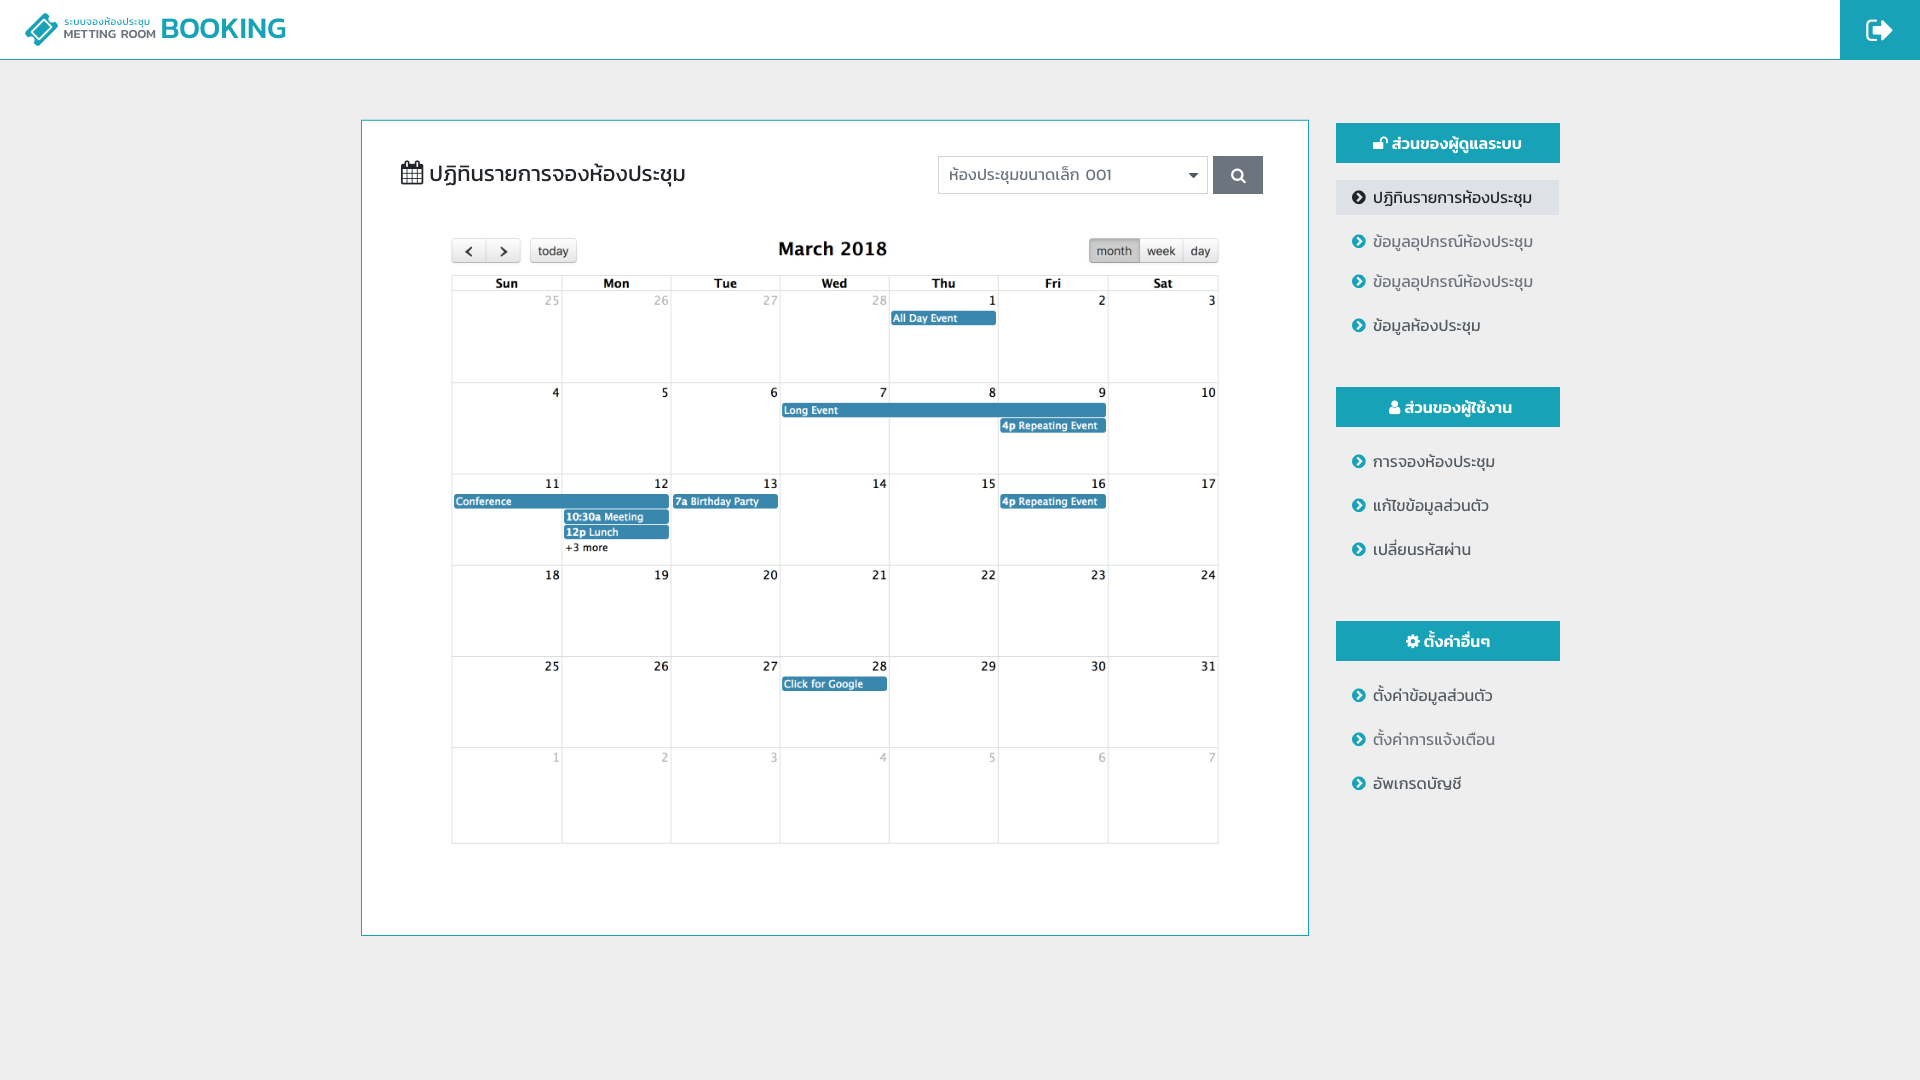 ระบบจองห้องประชุม
METTING ROOM BOOKING
ปฏิทินรายการจองห้องประชุม
ห้องประชุมขนาดเล็ก 001
today
March 2018
month week day
Sun Mon Tue Wed Thu Fri Sat
25 26 27 28 1 2 3
All Day Event
4 5 6 7 8 9 10
Long Event
4p Repeating Event
11 12 13 14 15 16 17
Conference 7a Birthday Party 4p Repeating Event
10:30a Meeting
12p Lunch
+3 more
18 19 20 21 22 23 24
25 26 27 28 29 30 31
Click for Google
1 2 3 4 5 6 7
ส่วนของผู้ดูแลระบบ
ปฏิทินรายการห้องประชุม
ข้อมูลอุปกรณ์ห้องประชุม
ข้อมูลอุปกรณ์ห้องประชุม
ข้อมูลห้องประชุม
ส่วนของผู้ใช้งาน
การจองห้องประชุม
แก้ไขข้อมูลส่วนตัว
เปลี่ยนรหัสผ่าน
ตั้งค่าอื่นๆ
ตั้งค่าข้อมูลส่วนตัว
ตั้งค่าการแจ้งเตือน
อัพเกรดบัญชี